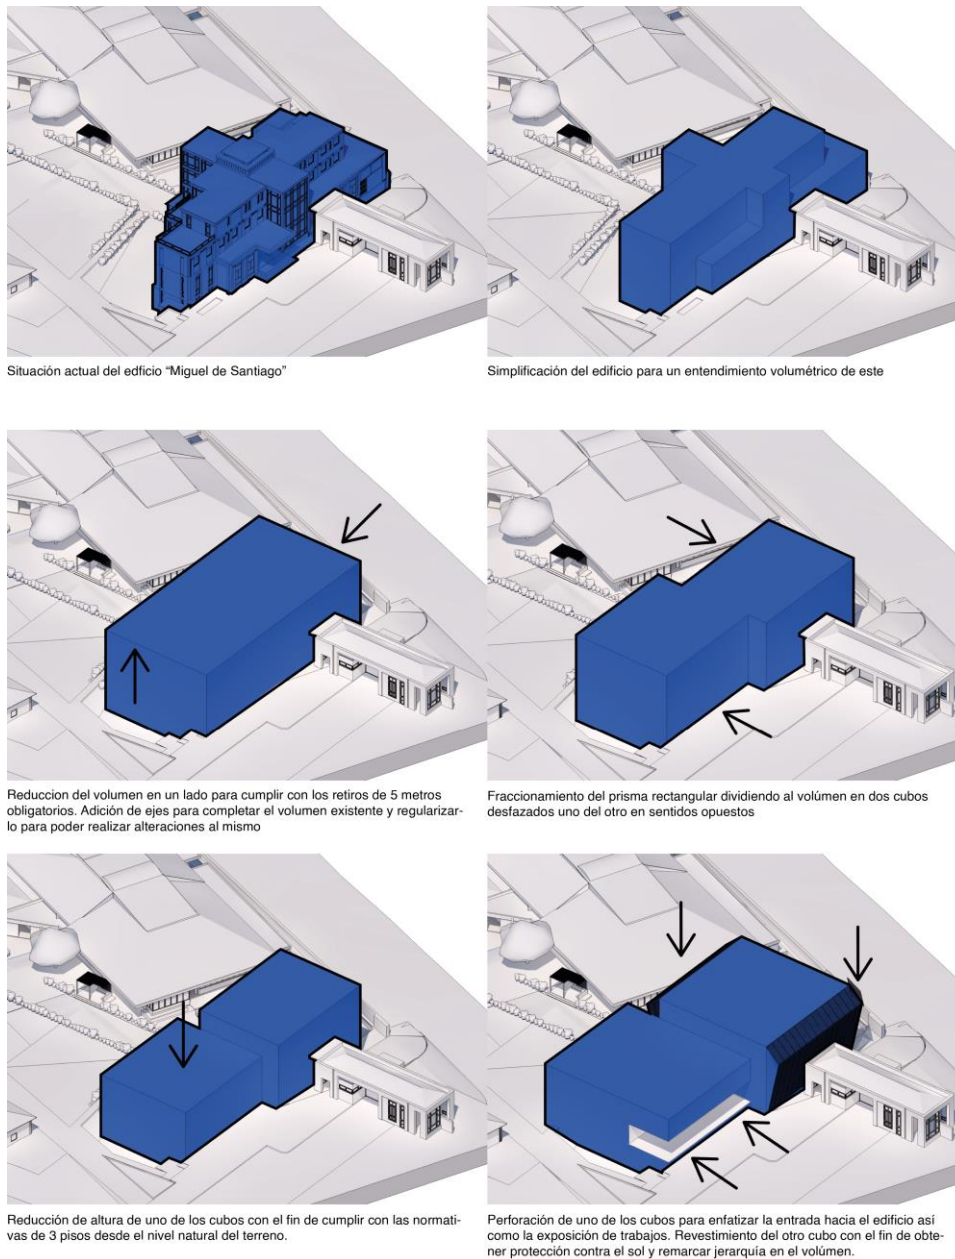 Situación actual del edficio “Miguel de Santiago”
Simplificación del edificio para un entendimiento volumétrico de este
Reduccion del volumen en un lado para cumplir con los retiros de 5 metros
obligatorios. Adición de ejes para completar el volumen existente y regularizar-
lo para poder realizar alteraciones al mismo
Fraccionamiento del prisma rectangular dividiendo al volúmen en dos cubos
desfazados uno del otro en sentidos opuestos
Reducción de altura de uno de los cubos con el fin de cumplir con las normati-
vas de 3 pisos desde el nivel natural del terreno.
Perforación de uno de los cubos para enfatizar la entrada hacia el edificio así
como la exposición de trabajos. Revestimiento del otro cubo con el fin de obte-
ner protección contra el sol y remarcar jerarquía en el volúmen.